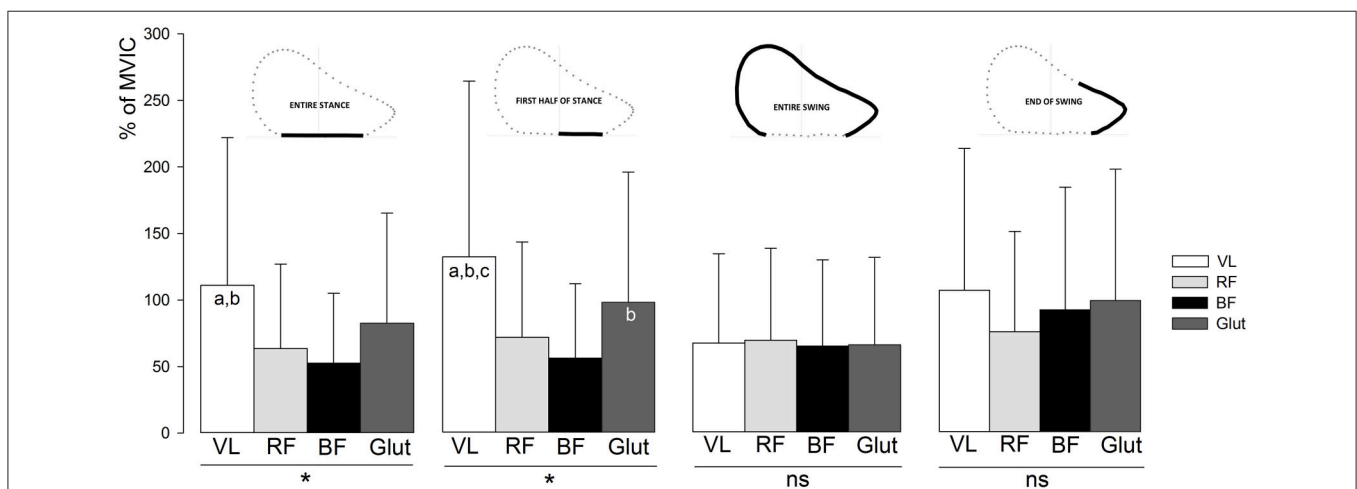 % of MVIC
300
250
200
150
100
50
0
ENTIRE STANCE
FIRST HALF OF STANCE
ENTIRE SWING
END OF SWING
a,b
a,b,c
b
VL
RF
BF
Glut
VL RF BF Glut
VL RF BF Glut
VL RF BF Glut
VL RF BF Glut
*
*
ns
ns